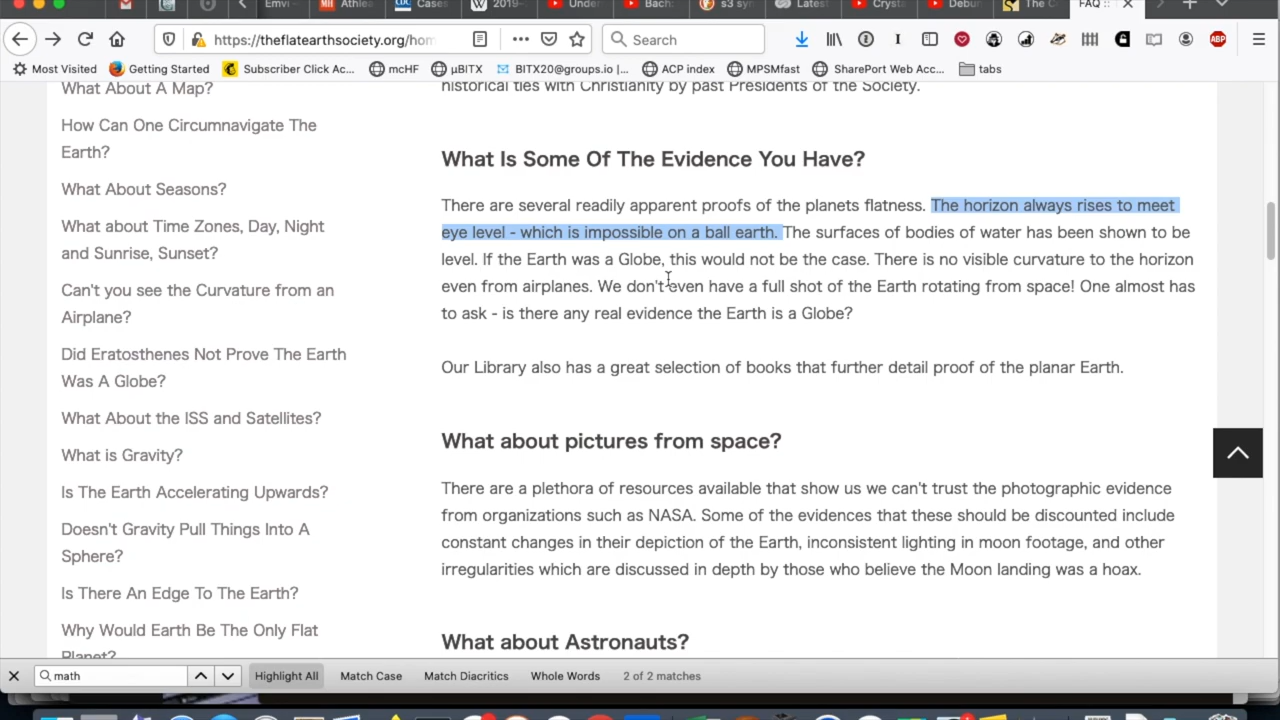 Emvi
Athlea
Cases
2019-
Under
Bach:
s3 syn
Latest
Crysta
Debun
The C
FAQ ::
https://theflatearthsociety.org/hom
Search
Most Visited
Getting Started
Subscriber Click Ac...
mcHF
µBITX
BITX20@groups.io |...
ACP index
MPSMfast
SharePort Web Acc...
tabs
What About A Map?
How Can One Circumnavigate The
Earth?
What About Seasons?
What about Time Zones, Day, Night
and Sunrise, Sunset?
Can't you see the Curvature from an
Airplane?
Did Eratosthenes Not Prove The Earth
Was A Globe?
What About the ISS and Satellites?
What is Gravity?
Is The Earth Accelerating Upwards?
Doesn't Gravity Pull Things Into A
Sphere?
Is There An Edge To The Earth?
Why Would Earth Be The Only Flat
Planet?
historical ties with Christianity by past Presidents of the Society.
What Is Some Of The Evidence You Have?
There are several readily apparent proofs of the planets flatness. The horizon always rises to meet
eye level - which is impossible on a ball earth. The surfaces of bodies of water has been shown to be
level. If the Earth was a Globe, this would not be the case. There is no visible curvature to the horizon
even from airplanes. We don't even have a full shot of the Earth rotating from space! One almost has
to ask - is there any real evidence the Earth is a Globe?
Our Library also has a great selection of books that further detail proof of the planar Earth.
What about pictures from space?
There are a plethora of resources available that show us we can't trust the photographic evidence
from organizations such as NASA. Some of the evidences that these should be discounted include
constant changes in their depiction of the Earth, inconsistent lighting in moon footage, and other
irregularities which are discussed in depth by those who believe the Moon landing was a hoax.
What about Astronauts?
math
Highlight All
Match Case
Match Diacritics
Whole Words
2 of 2 matches